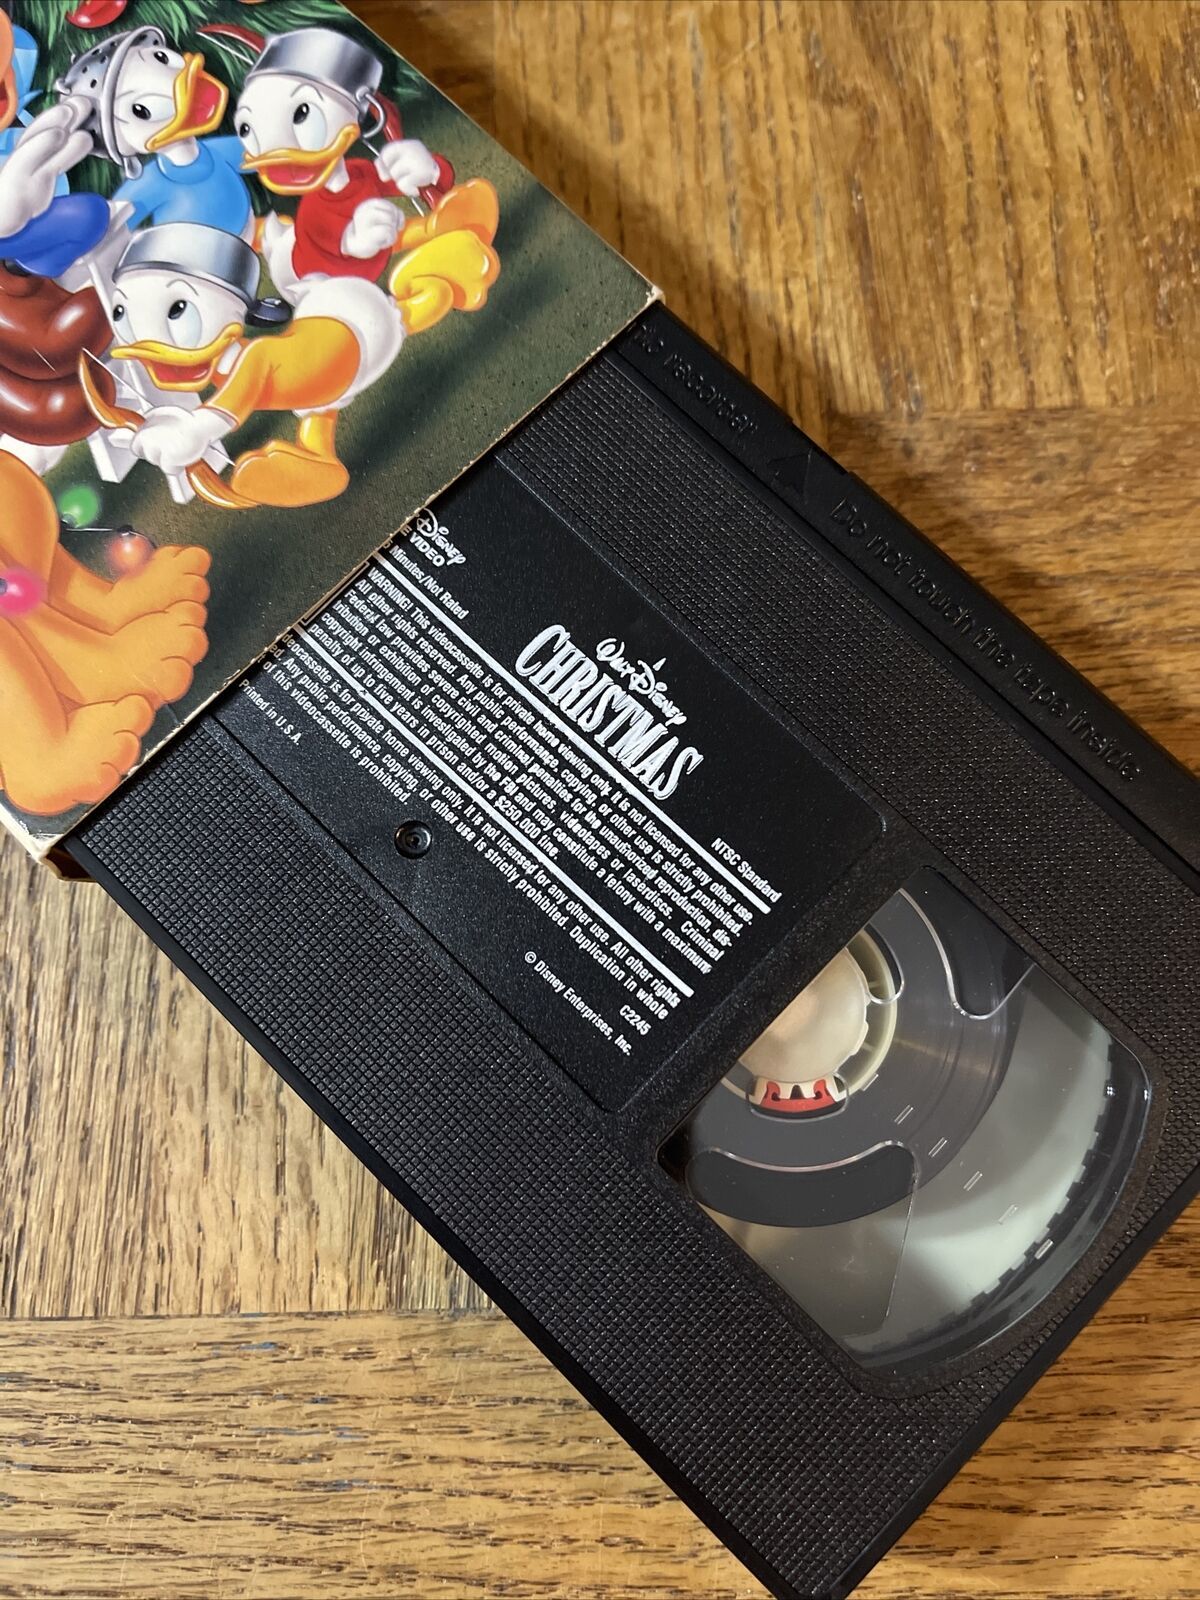 recorder
Do not touch the tape inside
Disney
VIDEO
Minutes/Not Rated
Walt Disney
CHRISTMAS
NTSC Standard
WARNING! This videocassette is for private home viewing only. It is not licensed for any other use.
All other rights reserved. Any public performance, copying, or other use is strictly prohibited.
Federal law provides severe civil and criminal penalties for the unauthorized reproduction, dis-
tribution or exhibition of copyrighted motion pictures, videotapes or laserdiscs. Criminal
copyright infringement is investigated by the FBI and may constitute a felony with a maximum
penalty of up to five years in prison and/or a $250,000 fine.
deocassette is for private home viewing only. It is not licensed for any other use. All other rights
ed. Any public performance, copying, or other use is strictly prohibited. Duplication in whole
of this videocassette is prohibited.
C2245
Printed in U.S.A.
© Disney Enterprises, Inc.